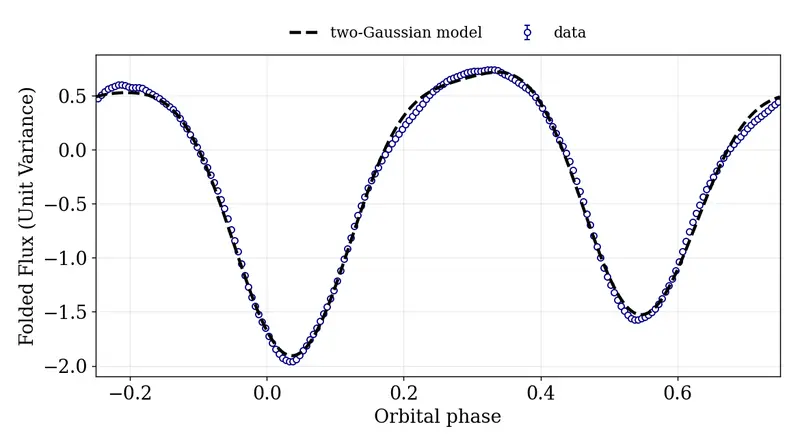 two-Gaussian model
data
Folded Flux (Unit Variance)
0.5
0.0
−0.5
−1.0
−1.5
−2.0
−0.2
0.0
0.2
0.4
0.6
Orbital phase